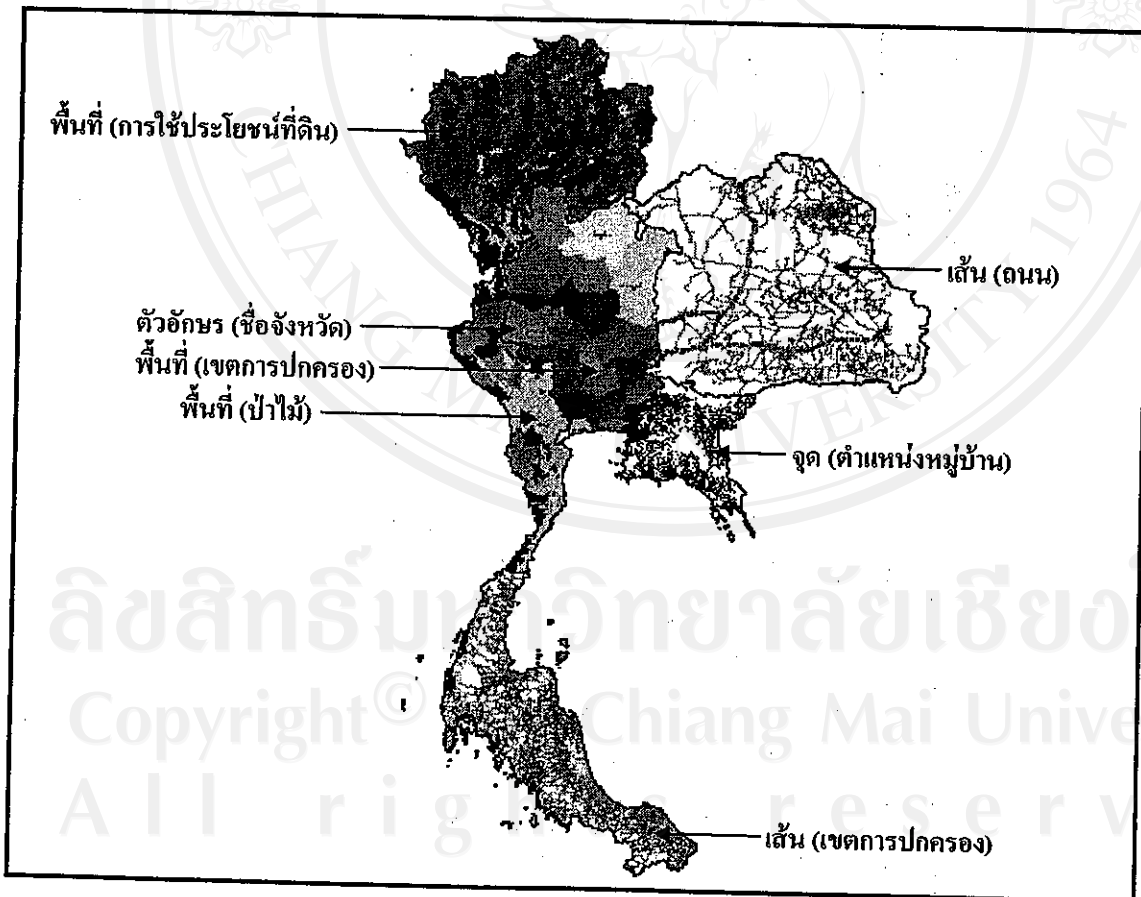 พื้นที่ (การใช้ประโยชน์ที่ดิน)
เส้น (ถนน)
ตัวอักษร (ชื่อจังหวัด)
พื้นที่ (เขตการปกครอง)
พื้นที่ (ป่าไม้)
จุด (ตำแหน่งหมู่บ้าน)
เส้น (เขตการปกครอง)
CHIANG MAI UNIVERSITY 1964
ลิขสิทธิ์มหาวิทยาลัยเชียง
Copyright© Chiang Mai Unive
All rights reserv